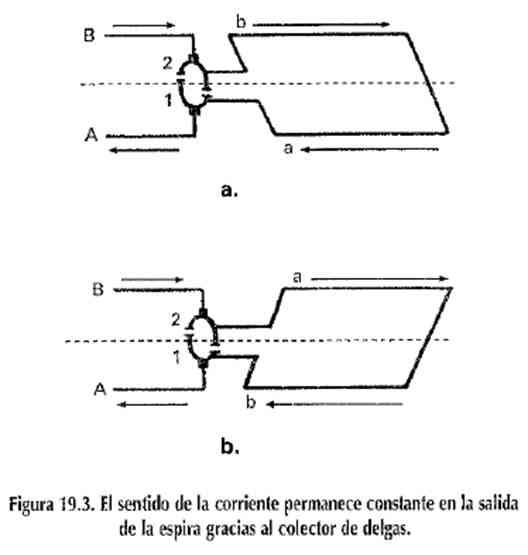 b
B
2
1
A
a
a.
a
B
2
1
A
b
b.
Figura 19.3. El sentido de la corriente permanece constante en la salida
de la espira gracias al colector de delgas.